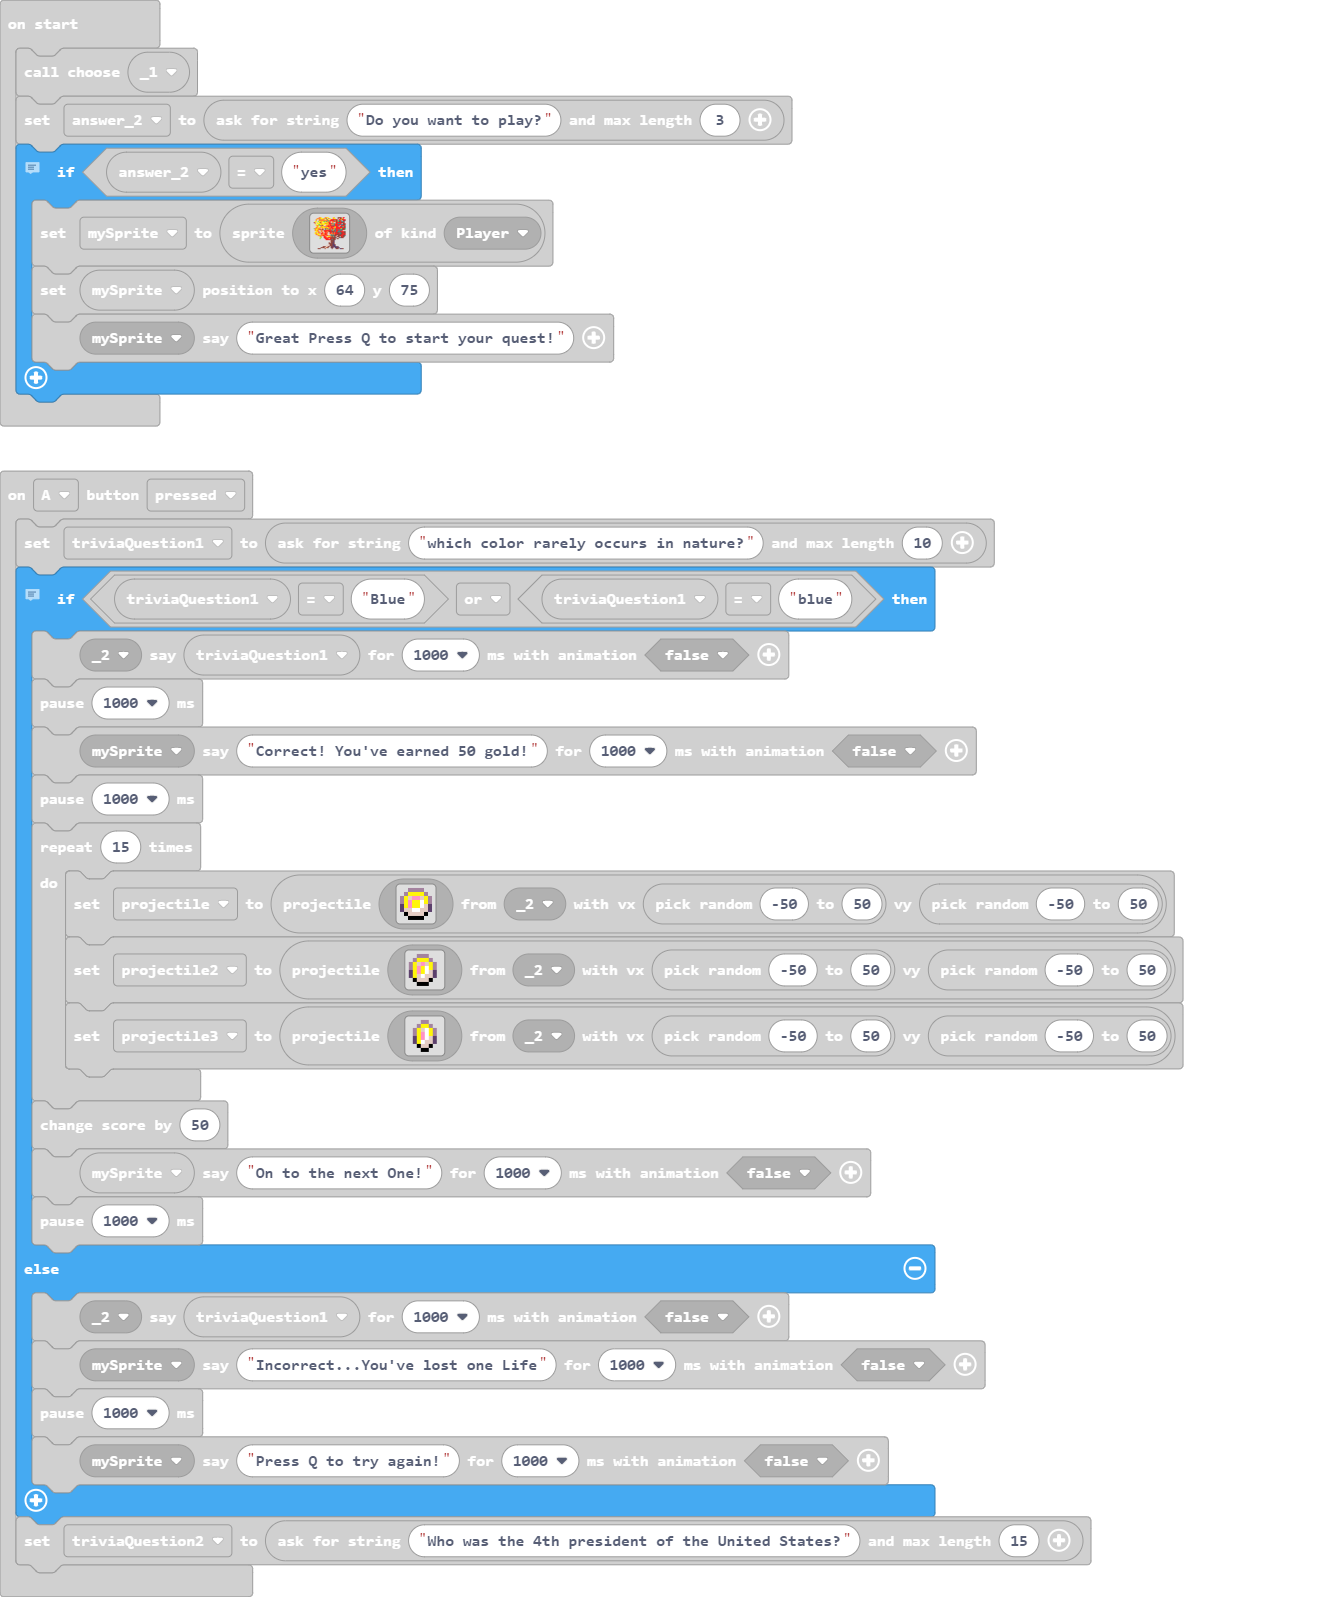 on start
call choose _1
set answer_2 to ask for string "Do you want to play?" and max length 3
if answer_2 = "yes" then
set mySprite to sprite of kind Player
set mySprite position to x 64 y 75
mySprite say "Great Press Q to start your quest!"
on A button pressed
set triviaQuestion1 to ask for string "which color rarely occurs in nature?" and max length 10
if triviaQuestion1 = "Blue" or triviaQuestion1 = "blue" then
_2 say triviaQuestion1 for 1000 ms with animation false
pause 1000 ms
mySprite say "Correct! You've earned 50 gold!" for 1000 ms with animation false
pause 1000 ms
repeat 15 times
do
set projectile to projectile from _2 with vx pick random -50 to 50 vy pick random -50 to 50
set projectile2 to projectile from _2 with vx pick random -50 to 50 vy pick random -50 to 50
set projectile3 to projectile from _2 with vx pick random -50 to 50 vy pick random -50 to 50
change score by 50
mySprite say "On to the next One!" for 1000 ms with animation false
pause 1000 ms
else
_2 say triviaQuestion1 for 1000 ms with animation false
mySprite say "Incorrect...You've lost one Life" for 1000 ms with animation false
pause 1000 ms
mySprite say "Press Q to try again!" for 1000 ms with animation false
set triviaQuestion2 to ask for string "Who was the 4th president of the United States?" and max length 15